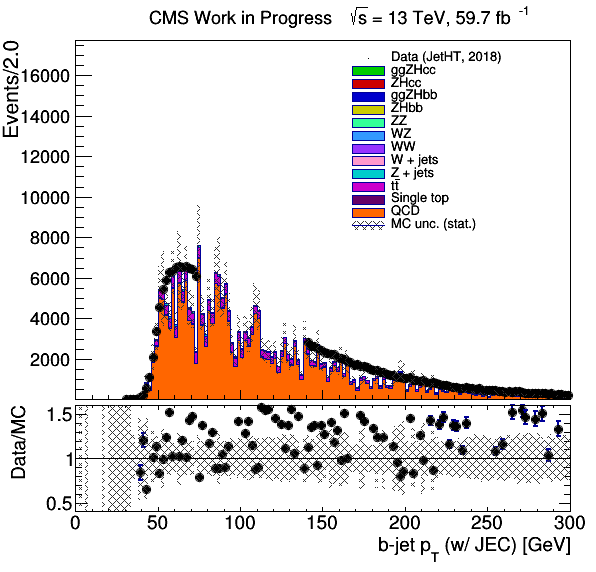 CMS Work in Progress √s = 13 TeV, 59.7 fb⁻¹
Events/2.0
16000
14000
12000
10000
8000
6000
4000
2000
Data (JetHT, 2018)
ggZHcc
ZHcc
ggZHbb
ZHbb
ZZ
WZ
WW
W + jets
Z + jets
tt̄
Single top
QCD
MC unc. (stat.)
Data/MC
1.5
1
0.5
0 50 100 150 200 250 300
b-jet p_T (w/ JEC) [GeV]